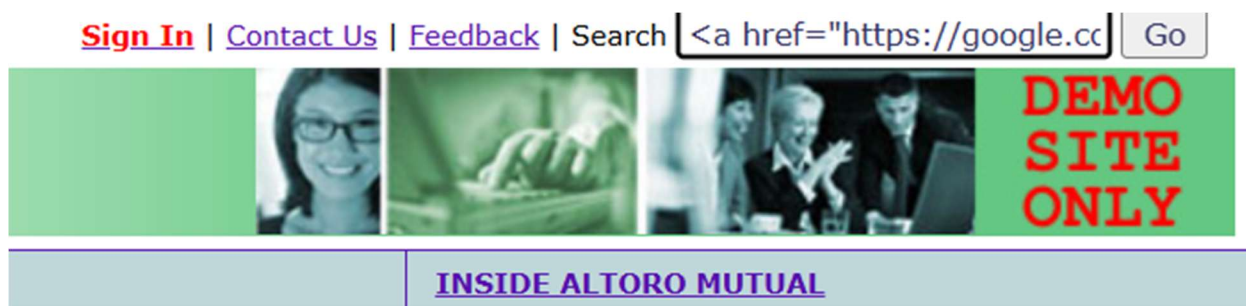 Sign In | Contact Us | Feedback | Search <a href="https://google.cc Go
DEMO
SITE
ONLY
INSIDE ALTORO MUTUAL